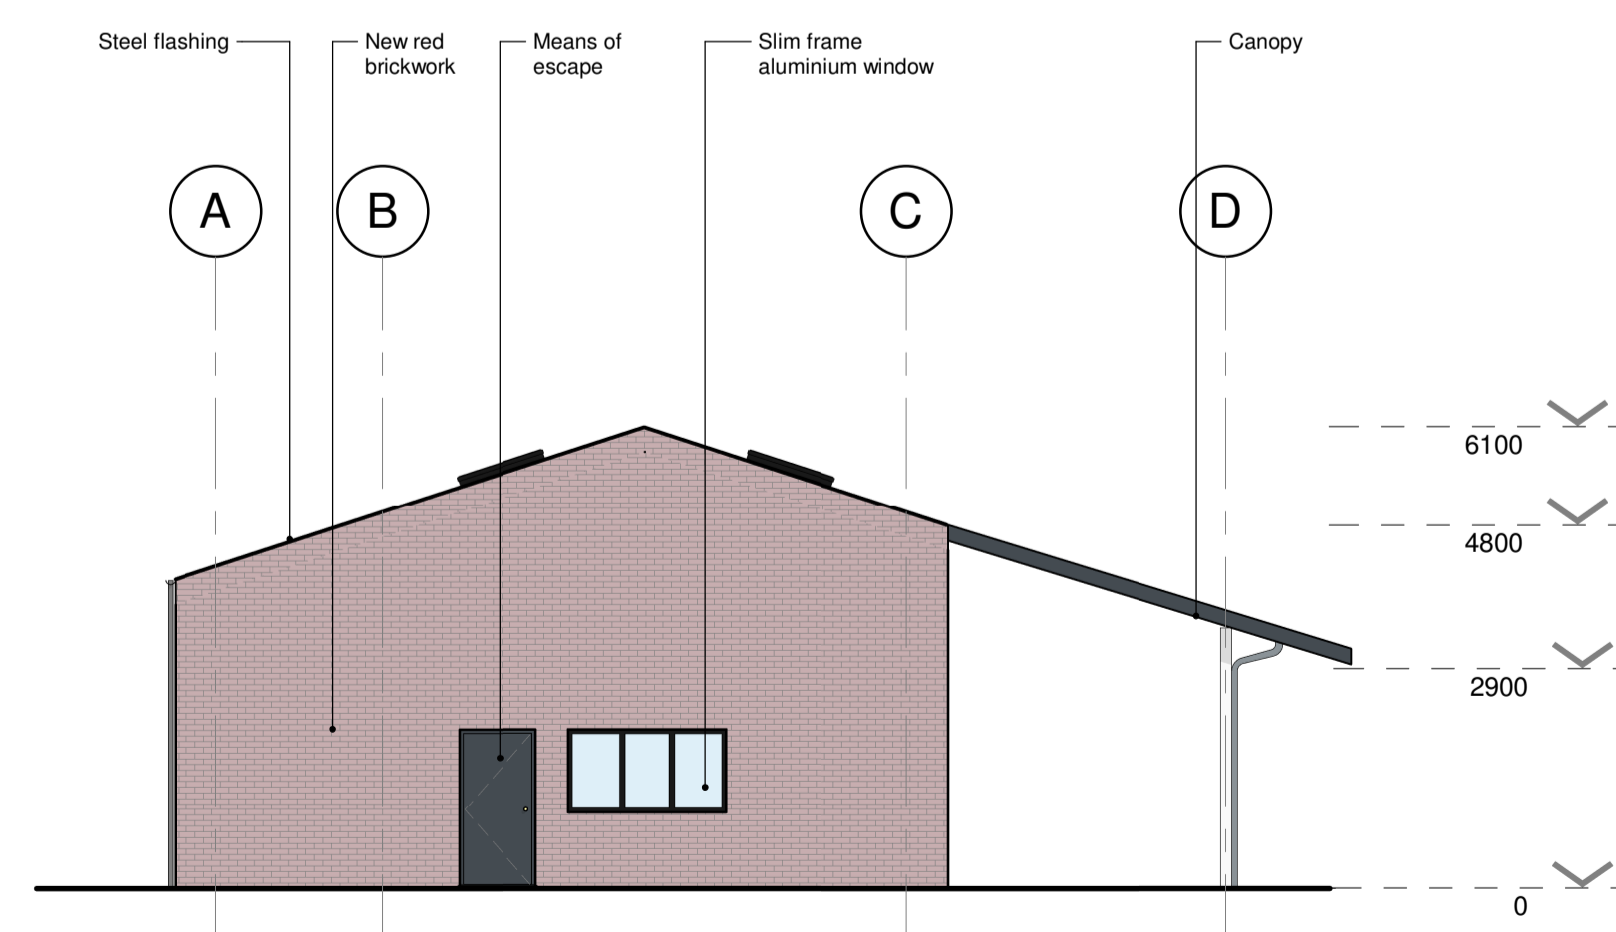 Steel flashing
New red
brickwork
Means of
escape
Slim frame
aluminium window
Canopy
A
B
C
D
6100
4800
2900
0